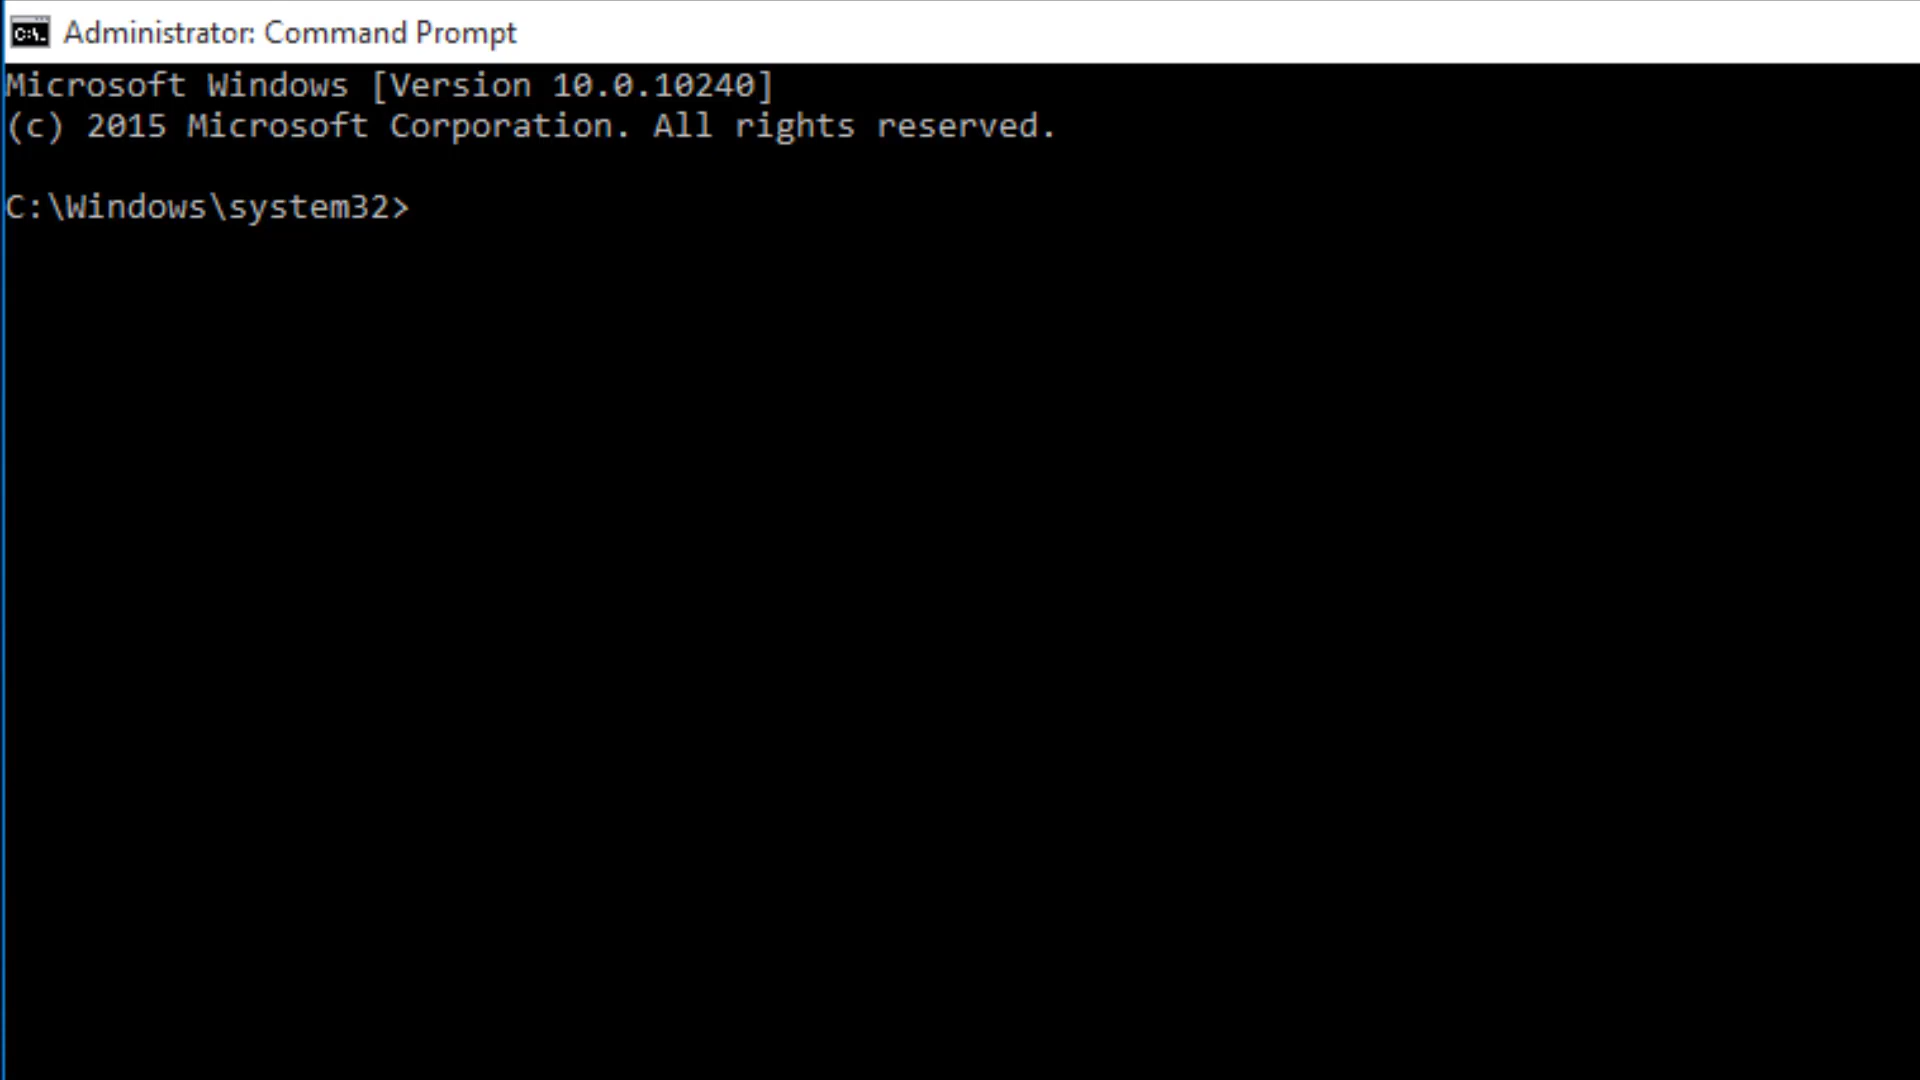 C:\.
Administrator: Command Prompt
Microsoft Windows [Version 10.0.10240]
(c) 2015 Microsoft Corporation. All rights reserved.
C:\Windows\system32>